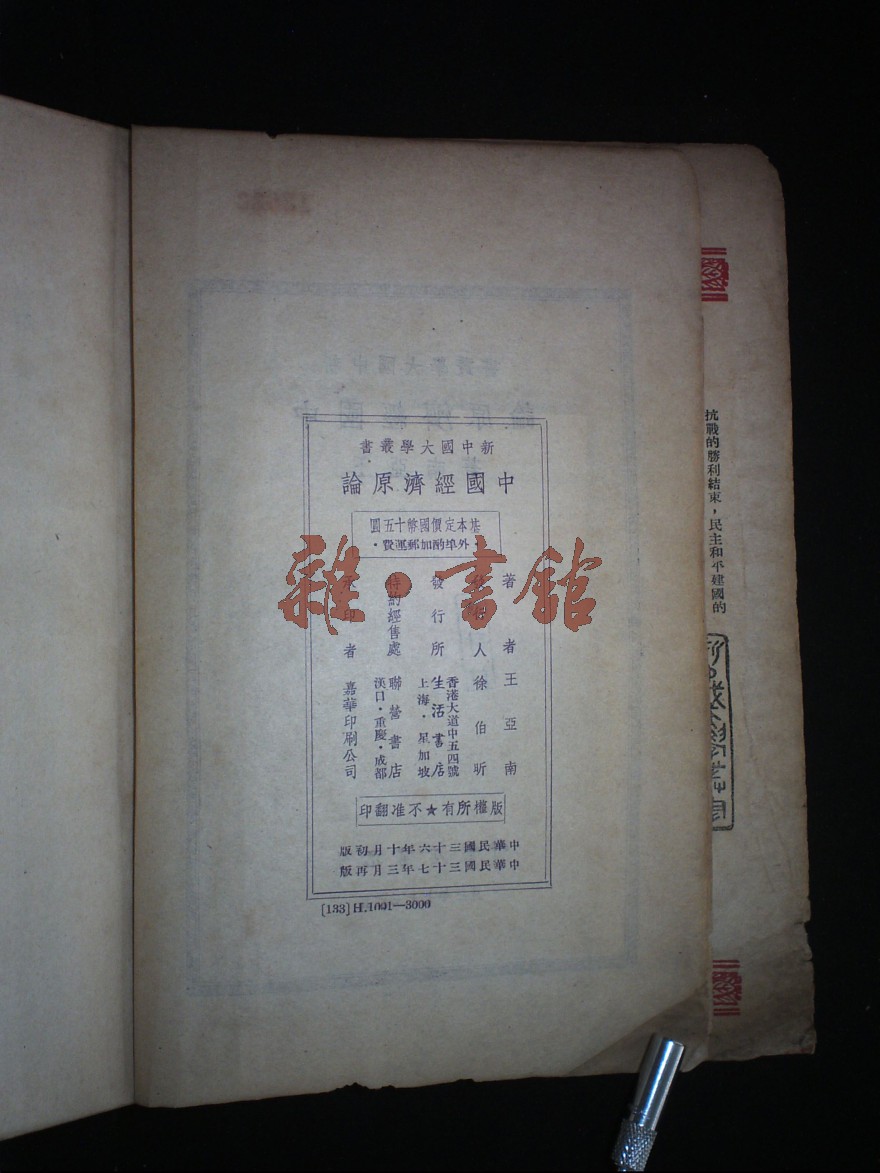 新中國大學叢書
中國經濟原論
基本定價國幣十五圓
・外埠酌加郵運費・
著者 王亞南
人 徐伯昕
發行所 生活書店
香港大道中五四號
上海・星加坡
特約經售處 聯營書店
漢口・重慶・成都
承印者 嘉華印刷公司
版權所有★不准翻印
中華民國三十六年十月初版
中華民國三十七年三月再版
[133]H.1001—3000
雜・書館
抗戰的勝利結束，民主和平建國的